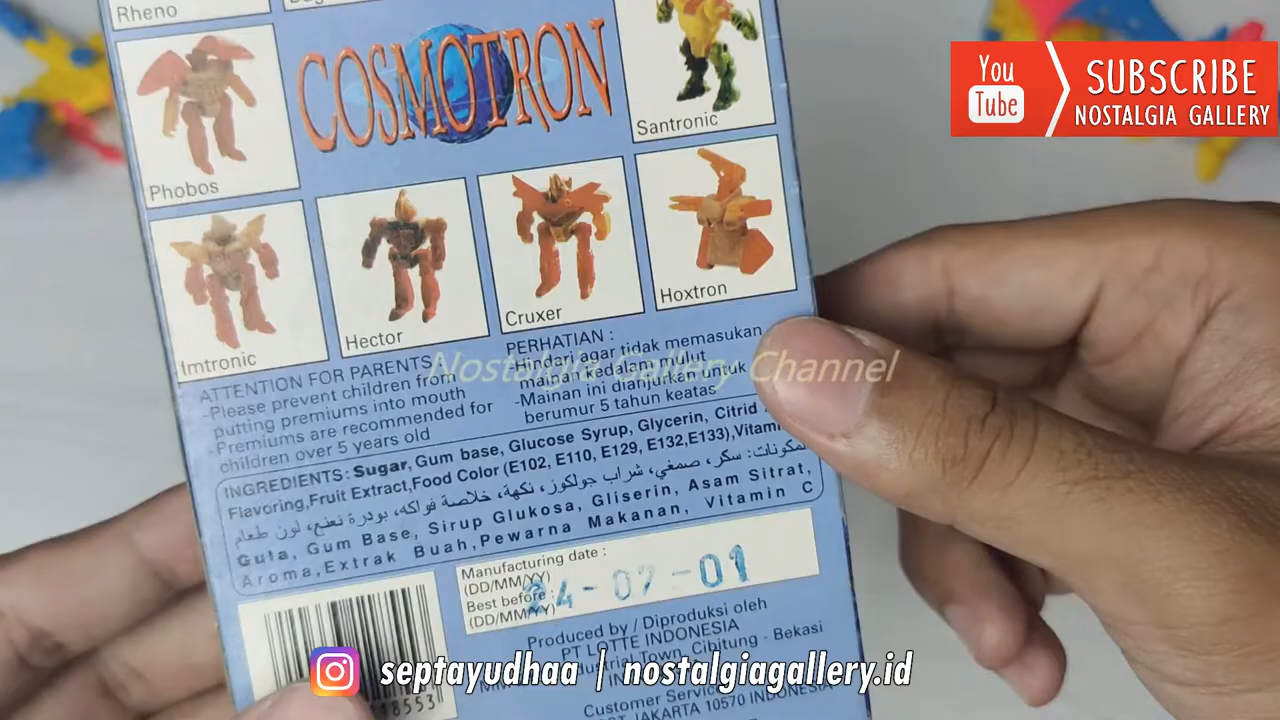 Rheno
COSMOTRON
Santronic
Phobos
Imtronic
Hector
Cruxer
Hoxtron
You
Tube
SUBSCRIBE
NOSTALGIA GALLERY
ATTENTION FOR PARENTS
-Please prevent children from
putting premiums into mouth
-Premiums are recommended for
children over 5 years old
PERHATIAN :
-Hindari agar tidak memasukan
mainan kedalam mulut
-Mainan ini dianjurkan untuk
berumur 5 tahun keatas
Nostalgia Gallery Channel
INGREDIENTS: Sugar, Gum base, Glucose Syrup, Glycerin, Citrid
Flavoring,Fruit Extract,Food Color (E102, E110, E129, E132,E133),
المكونات: سكر، صمغي، شراب جولكوز، نكهة، خلاصة فواكه، بودرة نعنع، لون طعام
Gula, Gum Base, Sirup Glukosa, Gliserin, Asam Sitrat,
Aroma,Extrak Buah,Pewarna Makanan, Vitamin C
Manufacturing date :
(DD/MM/YY)
Best before :
(DD/MM/YY)
24-07-01
Produced by / Diproduksi oleh
PT LOTTE INDONESIA
Industrial Town, Cibitung - Bekasi
Customer
JAKARTA 10570 INDONESIA
18553
septayudhaa | nostalgiagallery.id